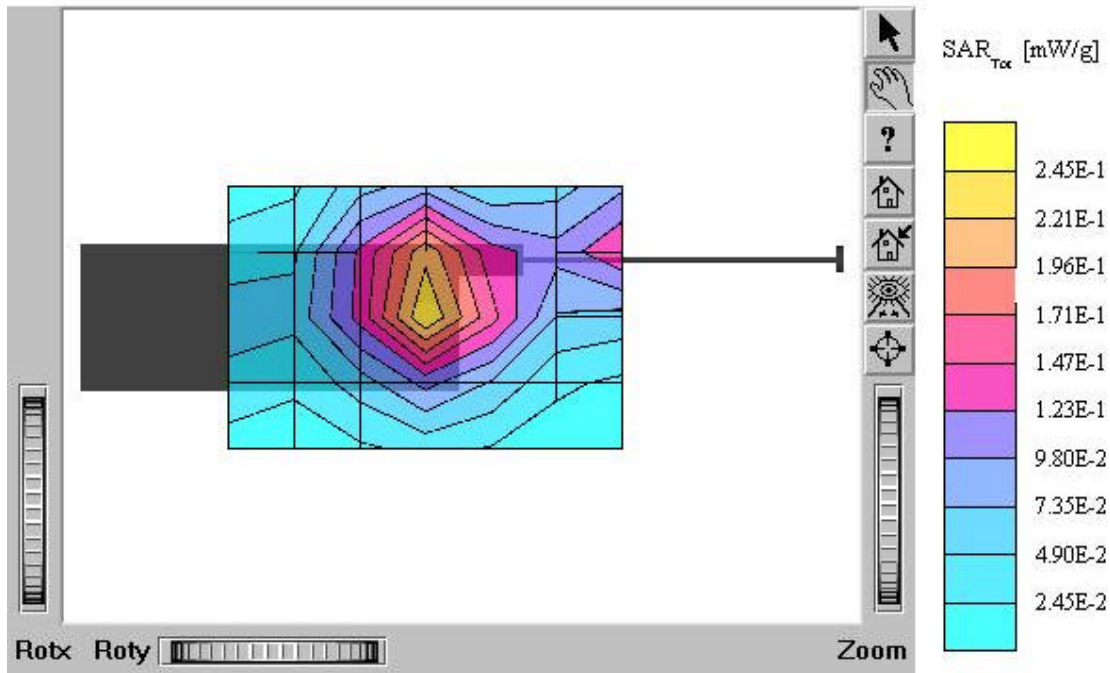 SAR_Tot [mW/g]
?
2.45E-1
2.21E-1
1.96E-1
1.71E-1
1.47E-1
1.23E-1
9.80E-2
7.35E-2
4.90E-2
2.45E-2
Rotx Roty Zoom